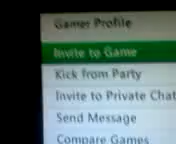 Gamer Profile
Invite to Game
Kick from Party
Invite to Private Chat
Send Message
Compare Games